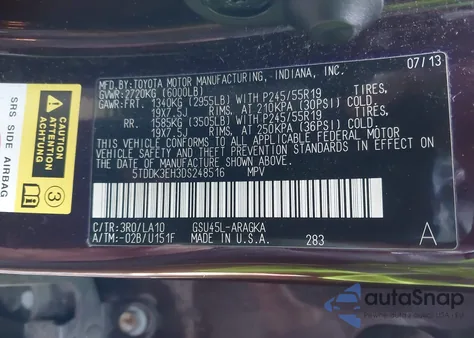 MFD. BY: TOYOTA MOTOR MANUFACTURING, INDIANA, INC. 07/13
GVWR: 2720KG (6000LB)
GAWR: FRT. 1340KG (2955LB) WITH P245/55R19 TIRES,
19X7.5J RIMS, AT 210KPA (30PSI) COLD.
RR. 1589KG (3505LB) WITH P245/55R19 TIRES,
19X7.5J RIMS, AT 250KPA (36PSI) COLD.
THIS VEHICLE CONFORMS TO ALL APPLICABLE FEDERAL MOTOR
VEHICLE SAFETY, BUMPER, AND THEFT PREVENTION STANDARDS IN EFFECT
ON THE DATE OF MANUFACTURE SHOWN ABOVE.
5TDDK3EH3DS248516 MPV
C/TR: 3R0/LA10 GSU45L-ARAGKA
A/TM: -02B/U151F MADE IN U.S.A. 283 A
SRS SIDE AIRBAG
ATTENTION
ACHTUNG
3
autoSnap